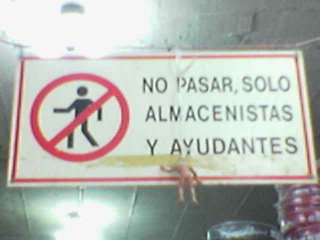 NO PASAR, SOLO
ALMACENISTAS
Y AYUDANTES